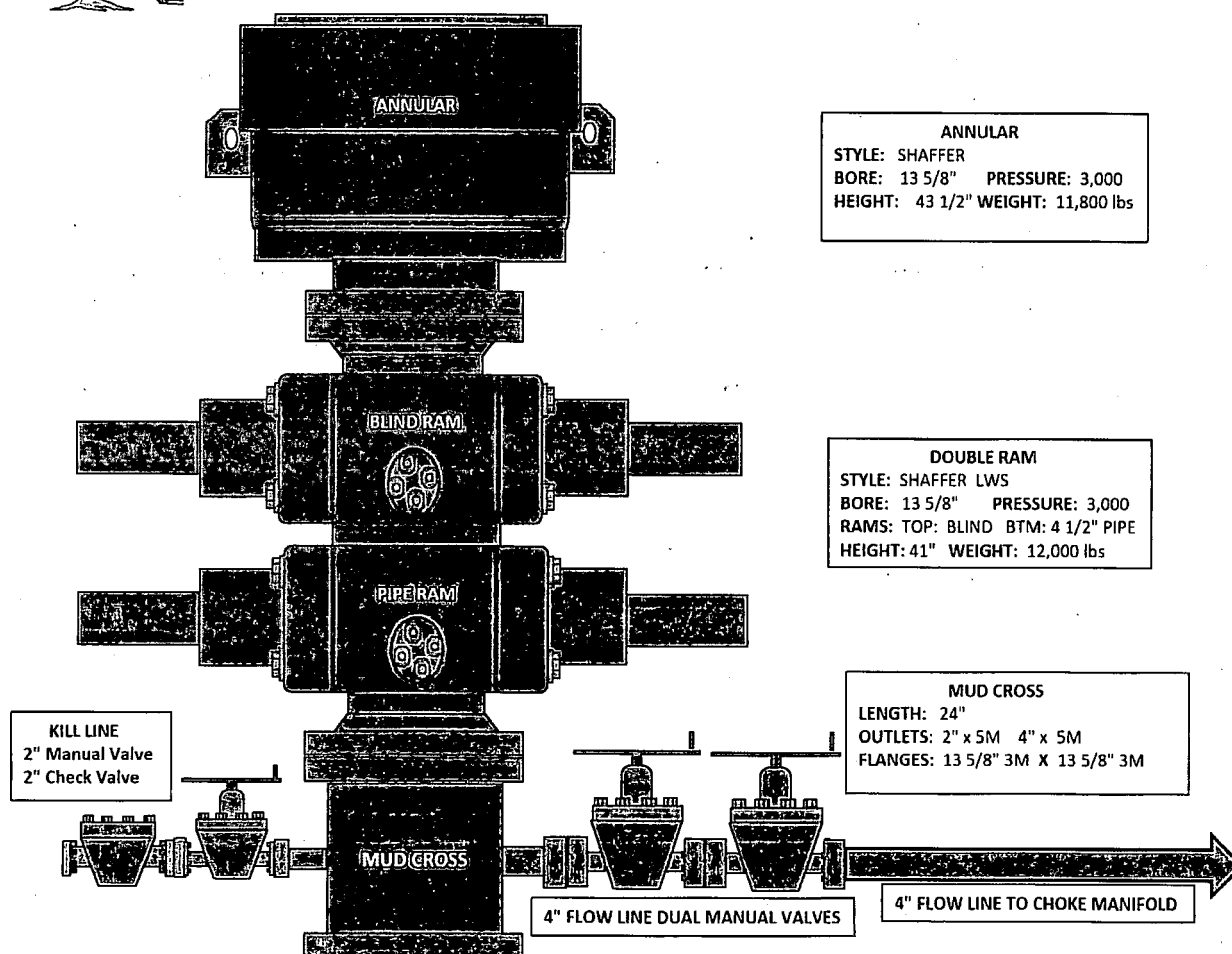 ANNULAR
ANNULAR
STYLE: SHAFFER
BORE: 13 5/8" PRESSURE: 3,000
HEIGHT: 43 1/2" WEIGHT: 11,800 lbs
BLIND RAM
DOUBLE RAM
STYLE: SHAFFER LWS
BORE: 13 5/8" PRESSURE: 3,000
RAMS: TOP: BLIND BTM: 4 1/2" PIPE
HEIGHT: 41" WEIGHT: 12,000 lbs
PIPE RAM
KILL LINE
2" Manual Valve
2" Check Valve
MUD CROSS
LENGTH: 24"
OUTLETS: 2" x 5M 4" x 5M
FLANGES: 13 5/8" 3M X 13 5/8" 3M
MUD CROSS
4" FLOW LINE DUAL MANUAL VALVES
4" FLOW LINE TO CHOKE MANIFOLD